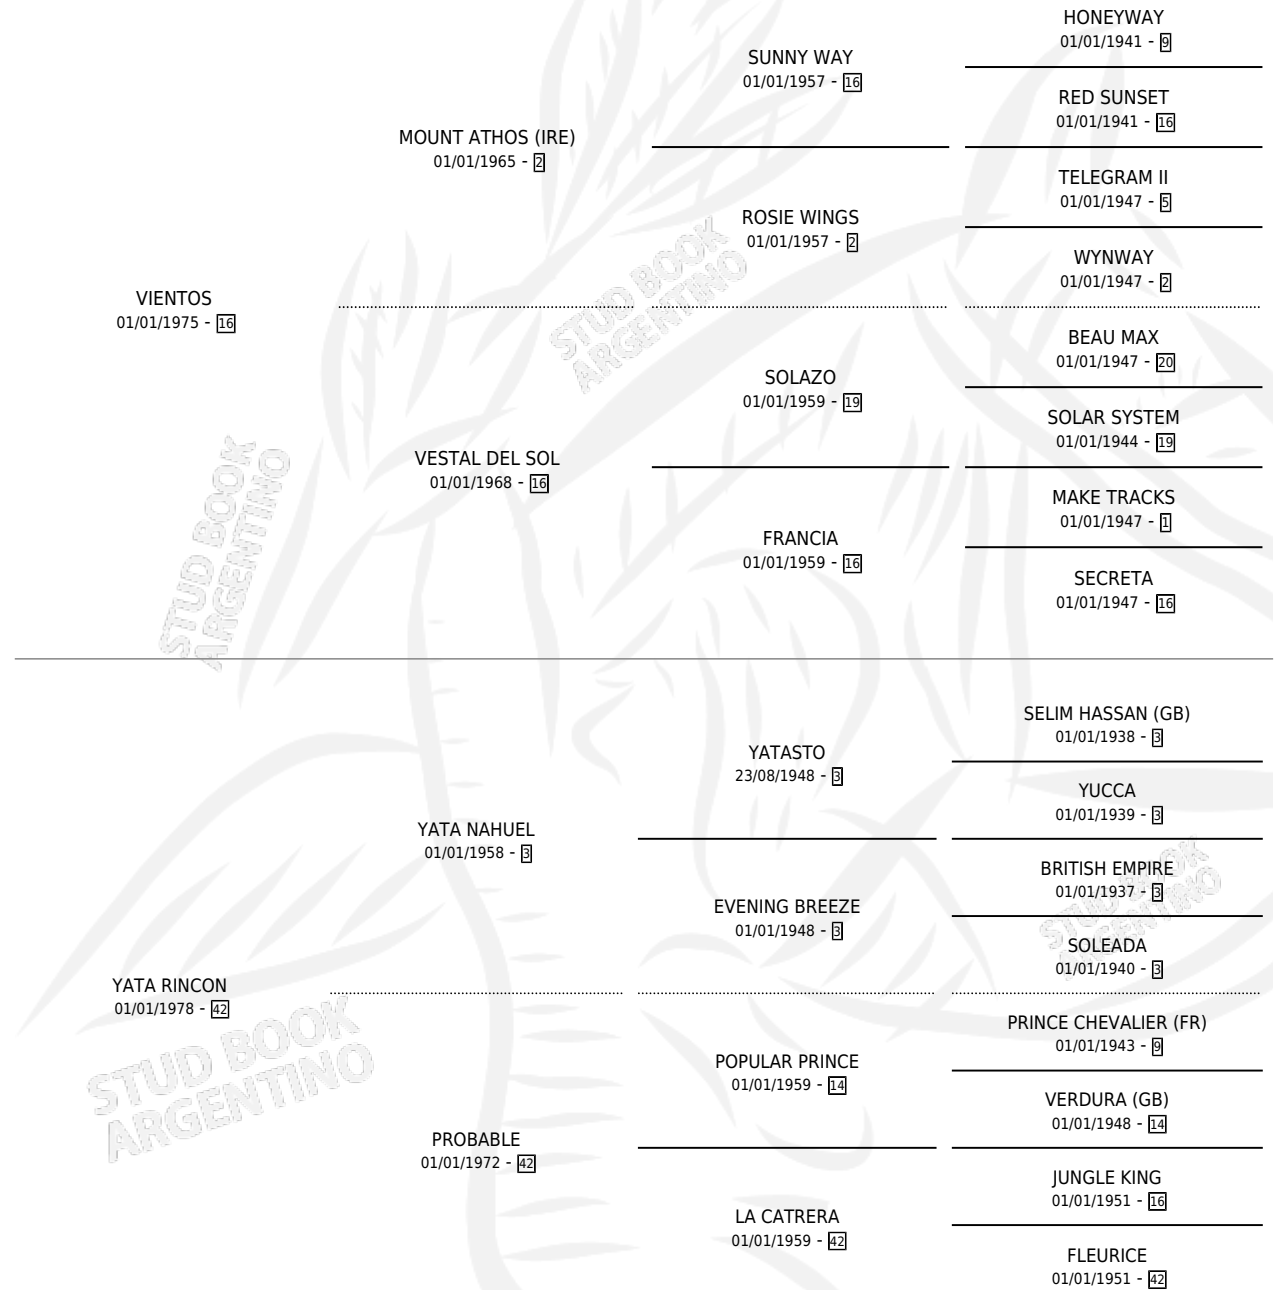 HONEYWAY
01/01/1941 - 9
SUNNY WAY
01/01/1957 - 16
RED SUNSET
01/01/1941 - 16
MOUNT ATHOS (IRE)
01/01/1965 - 2
TELEGRAM II
01/01/1947 - 5
ROSIE WINGS
01/01/1957 - 2
WYNWAY
01/01/1947 - 2
VIENTOS
01/01/1975 - 16
STUD BOOK
ARGENTINO
BEAU MAX
01/01/1947 - 20
SOLAZO
01/01/1959 - 19
SOLAR SYSTEM
01/01/1944 - 19
VESTAL DEL SOL
01/01/1968 - 16
MAKE TRACKS
01/01/1947 - 1
FRANCIA
01/01/1959 - 16
SECRETA
01/01/1947 - 16
STUD BOOK
ARGENTINO
SELIM HASSAN (GB)
01/01/1938 - 3
YATASTO
23/08/1948 - 3
YUCCA
01/01/1939 - 3
YATA NAHUEL
01/01/1958 - 3
BRITISH EMPIRE
01/01/1937 - 3
EVENING BREEZE
01/01/1948 - 3
SOLEADA
01/01/1940 - 3
STUD BOOK
ARGENTINO
YATA RINCON
01/01/1978 - 42
PRINCE CHEVALIER (FR)
01/01/1943 - 9
POPULAR PRINCE
01/01/1959 - 14
VERDURA (GB)
01/01/1948 - 14
STUD BOOK
ARGENTINO
PROBABLE
01/01/1972 - 42
JUNGLE KING
01/01/1951 - 16
LA CATRERA
01/01/1959 - 42
FLEURICE
01/01/1951 - 42